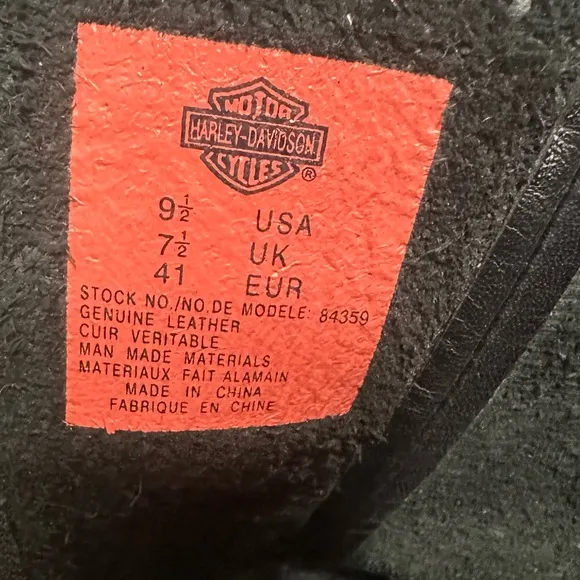 MOTOR
HARLEY-DAVIDSON
CYCLES ®
9½ USA
7½ UK
41 EUR
STOCK NO./NO.DE MODELE: 84359
GENUINE LEATHER
CUIR VERITABLE
MAN MADE MATERIALS
MATERIAUX FAIT ALAMAIN
MADE IN CHINA
FABRIQUE EN CHINE